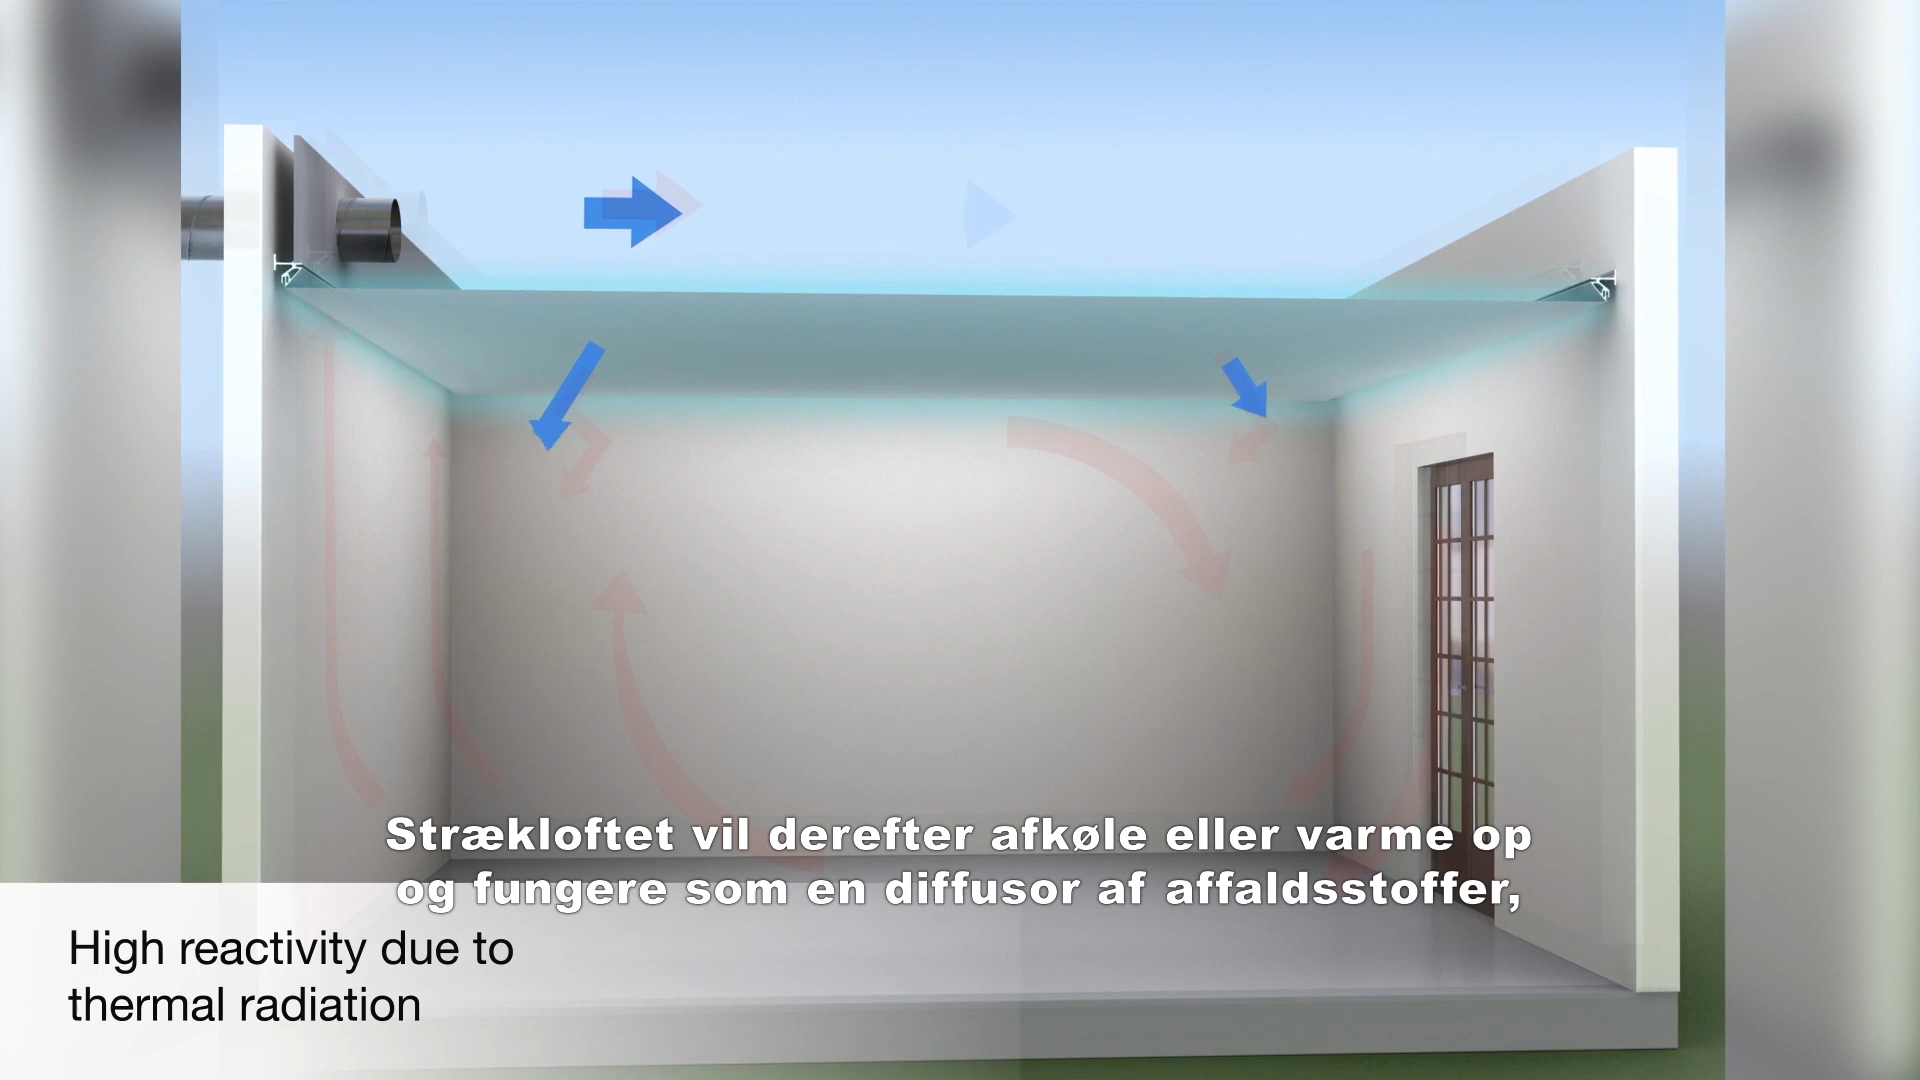 Strækloftet vil derefter afkøle eller varme op
og fungere som en diffusor af affaldsstoffer,
High reactivity due to
thermal radiation